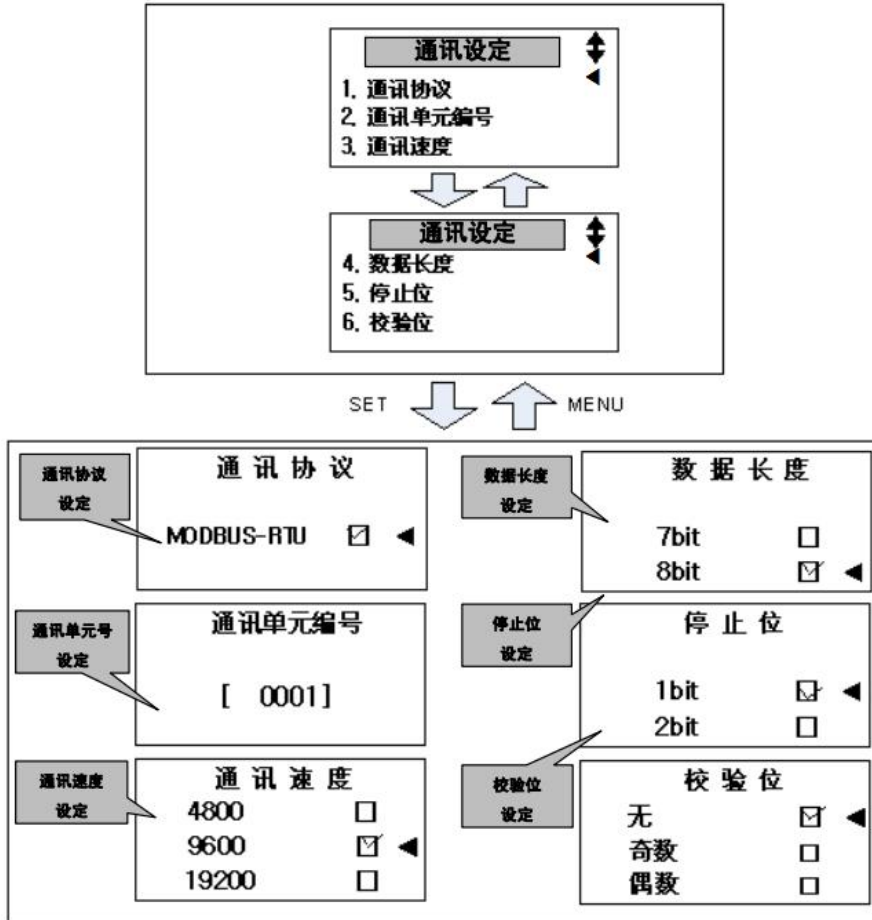 通讯设定
1. 通讯协议
2. 通讯单元编号
3. 通讯速度
通讯设定
4. 数据长度
5. 停止位
6. 校验位
SET
MENU
通讯协议
设定
通讯协议
MODBUS-RTU
通讯单元号
设定
通讯单元编号
[ 0001]
通讯速度
设定
通讯速度
4800
9600
19200
数据长度
设定
数据长度
7bit
8bit
停止位
设定
停止位
1bit
2bit
校验位
设定
校验位
无
奇数
偶数